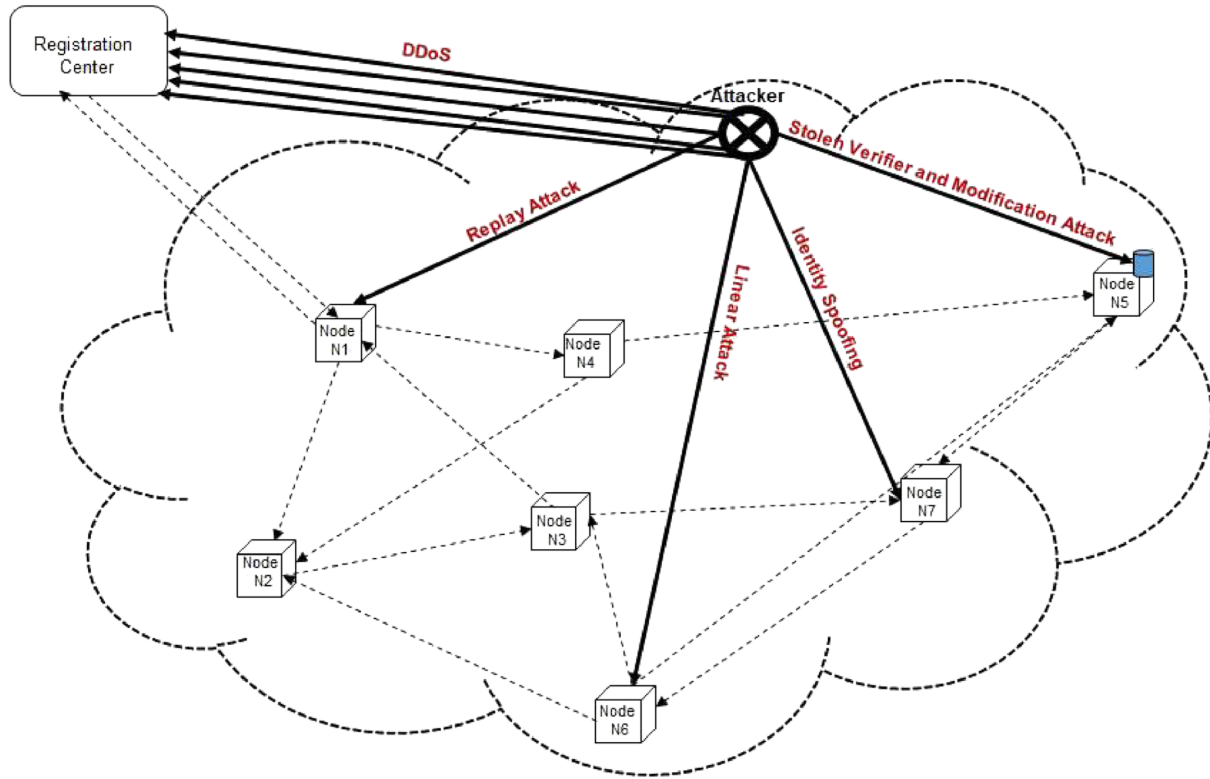 Registration
Center
DDoS
Attacker
Stolen Verifier and Modification Attack
Replay Attack
Linear Attack
Identity Spoofing
Node
N5
Node
N1
Node
N4
Node
N7
Node
N3
Node
N2
Node
N6